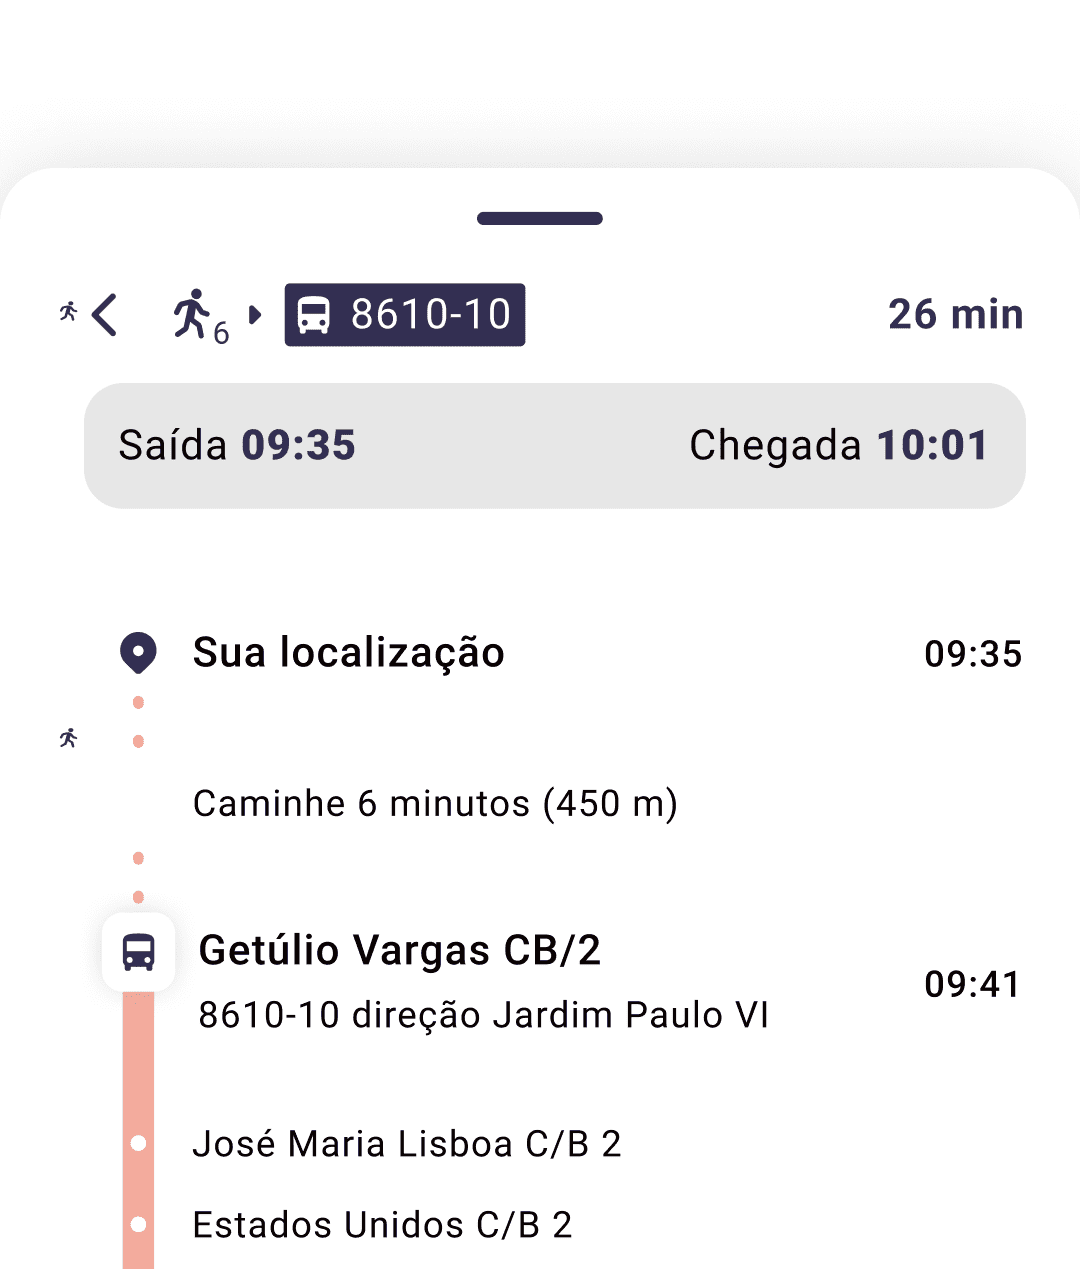 6 8610-10 26 min
Saída 09:35 Chegada 10:01
Sua localização 09:35
Caminhe 6 minutos (450 m)
Getúlio Vargas CB/2
09:41
8610-10 direção Jardim Paulo VI
José Maria Lisboa C/B 2
Estados Unidos C/B 2